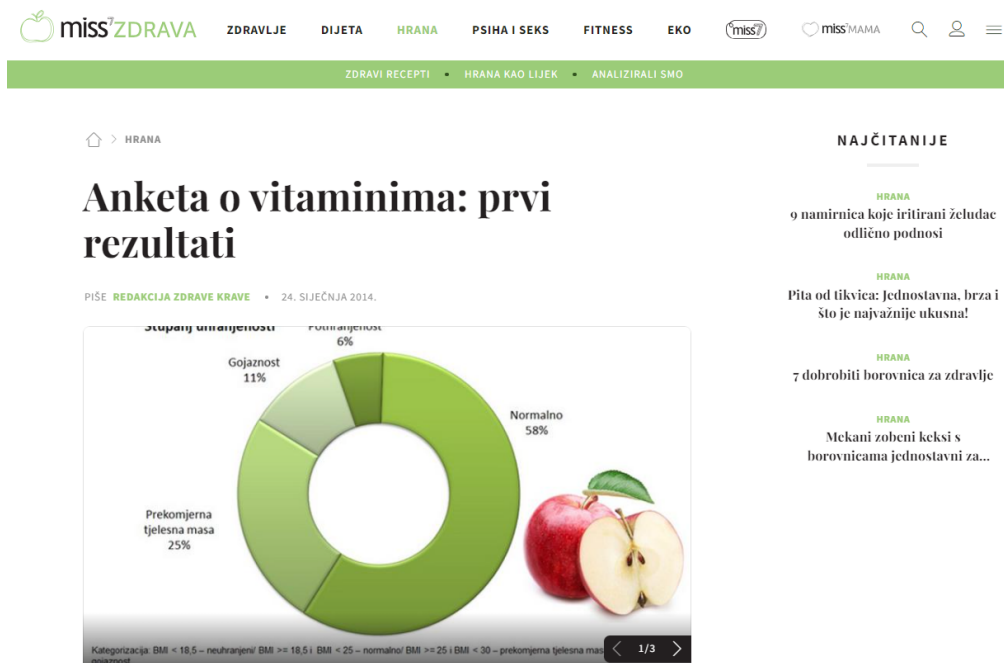 miss7ZDRAVA
ZDRAVLJE DIJETA HRANA PSIHA I SEKS FITNESS EKO miss7 miss7MAMA
ZDRAVI RECEPTI • HRANA KAO LIJEK • ANALIZIRALI SMO
HRANA
Anketa o vitaminima: prvi
rezultati
PIŠE REDAKCIJA ZDRAVE KRAVE • 24. SIJEČNJA 2014.
Stupanj uhranjenosti
Pothranjenost
6%
Gojaznost
11%
Normalno
58%
Prekomjerna
tjelesna masa
25%
Kategorizacija: BMI < 18,5 – neuhranjeni/ BMI >= 18,5 i BMI < 25 – normalno/ BMI >= 25 i BMI < 30 – prekomjerna tjelesna
gojaznost
1/3
NAJČITANIJE
HRANA
9 namirnica koje iritirani želudac
odlično podnosi
HRANA
Pita od tikvica: Jednostavna, brza i
što je najvažnije ukusna!
HRANA
7 dobrobiti borovnica za zdravlje
HRANA
Mekani zobeni keksi s
borovnicama jednostavni za...